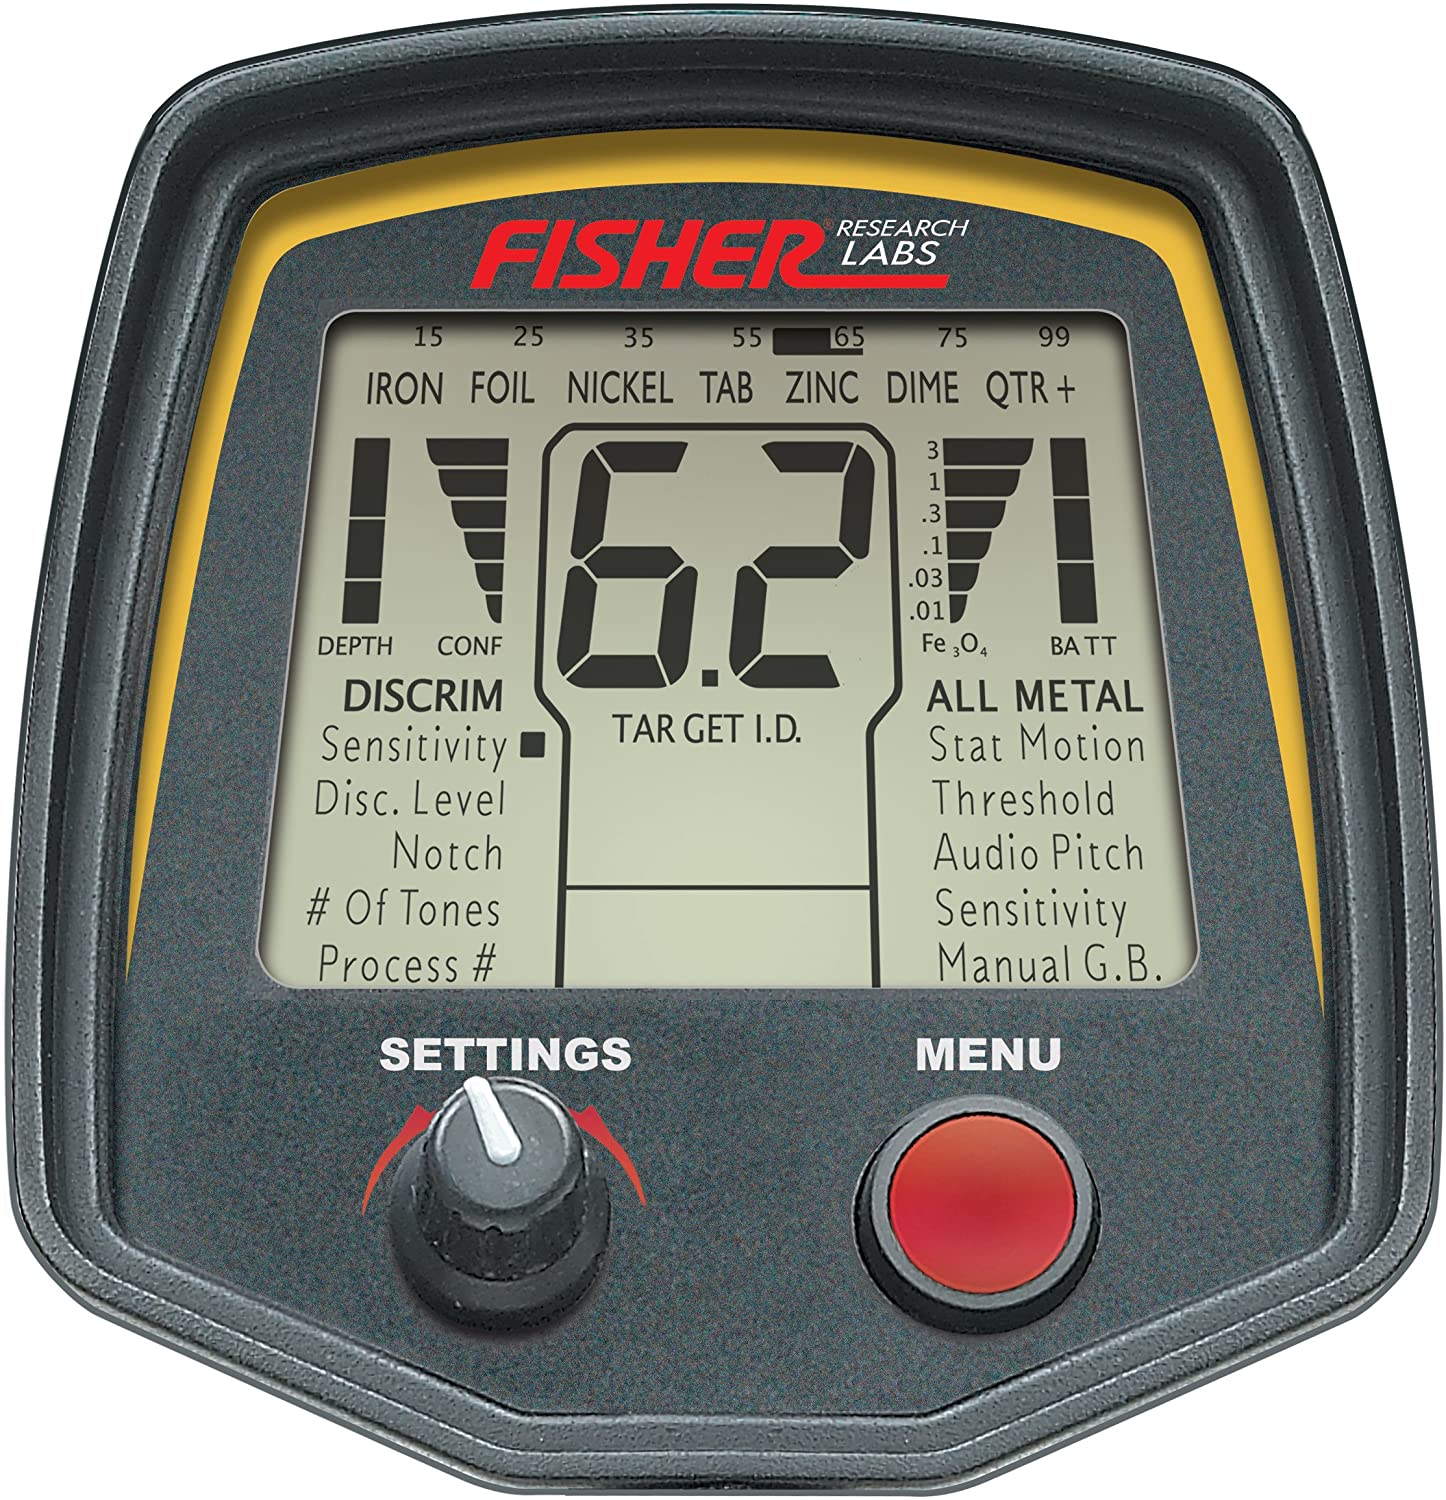 FISHER® RESEARCH
LABS
15 25 35 55 65 75 99
IRON FOIL NICKEL TAB ZINC DIME QTR +
6.2
3
1
.3
.1
.03
.01
DEPTH CONF Fe3O4 BATT
TARGET I.D.
DISCRIM
Sensitivity
Disc. Level
Notch
# Of Tones
Process #
ALL METAL
Stat Motion
Threshold
Audio Pitch
Sensitivity
Manual G.B.
SETTINGS MENU